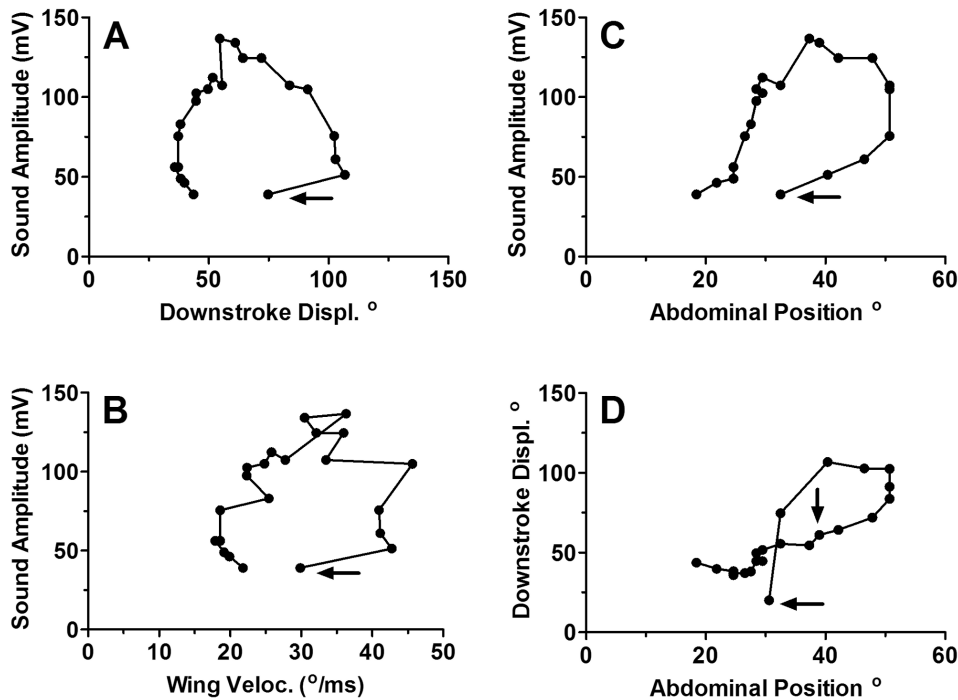 A
Sound Amplitude (mV)
150
100
50
0
0
50
100
150
Downstroke Displ. °
C
Sound Amplitude (mV)
150
100
50
0
0
20
40
60
Abdominal Position °
B
Sound Amplitude (mV)
150
100
50
0
0
10
20
30
40
50
Wing Veloc. (°/ms)
D
Downstroke Displ. °
150
100
50
0
0
20
40
60
Abdominal Position °